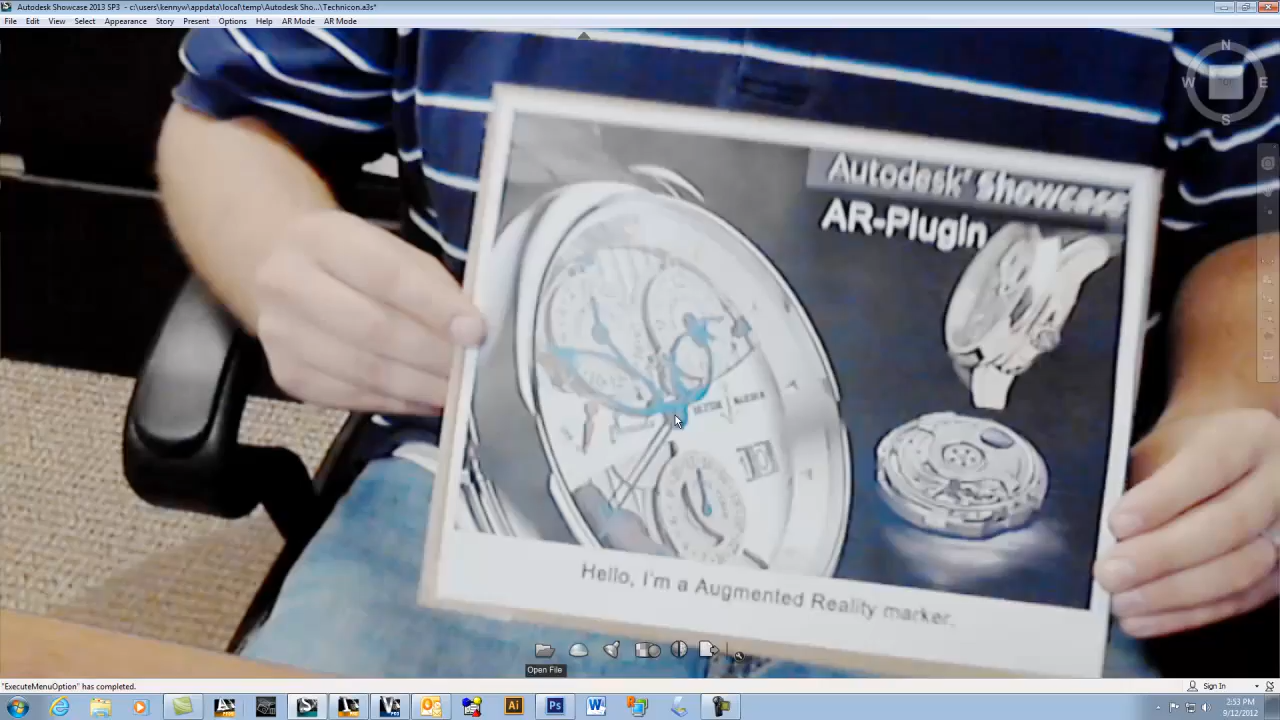 Autodesk Showcase 2013 SP3 - c:\users\kennyw\appdata\local\temp\Autodesk Sho...\Technicon.a3s*
File Edit View Select Appearance Story Present Options Help AR Mode AR Mode
N
W E
S
Autodesk' Showcase
AR-Plugin
Hello, I'm a Augmented Reality marker.
Open File
"ExecuteMenuOption" has completed.
Sign In
2:53 PM
9/12/2012